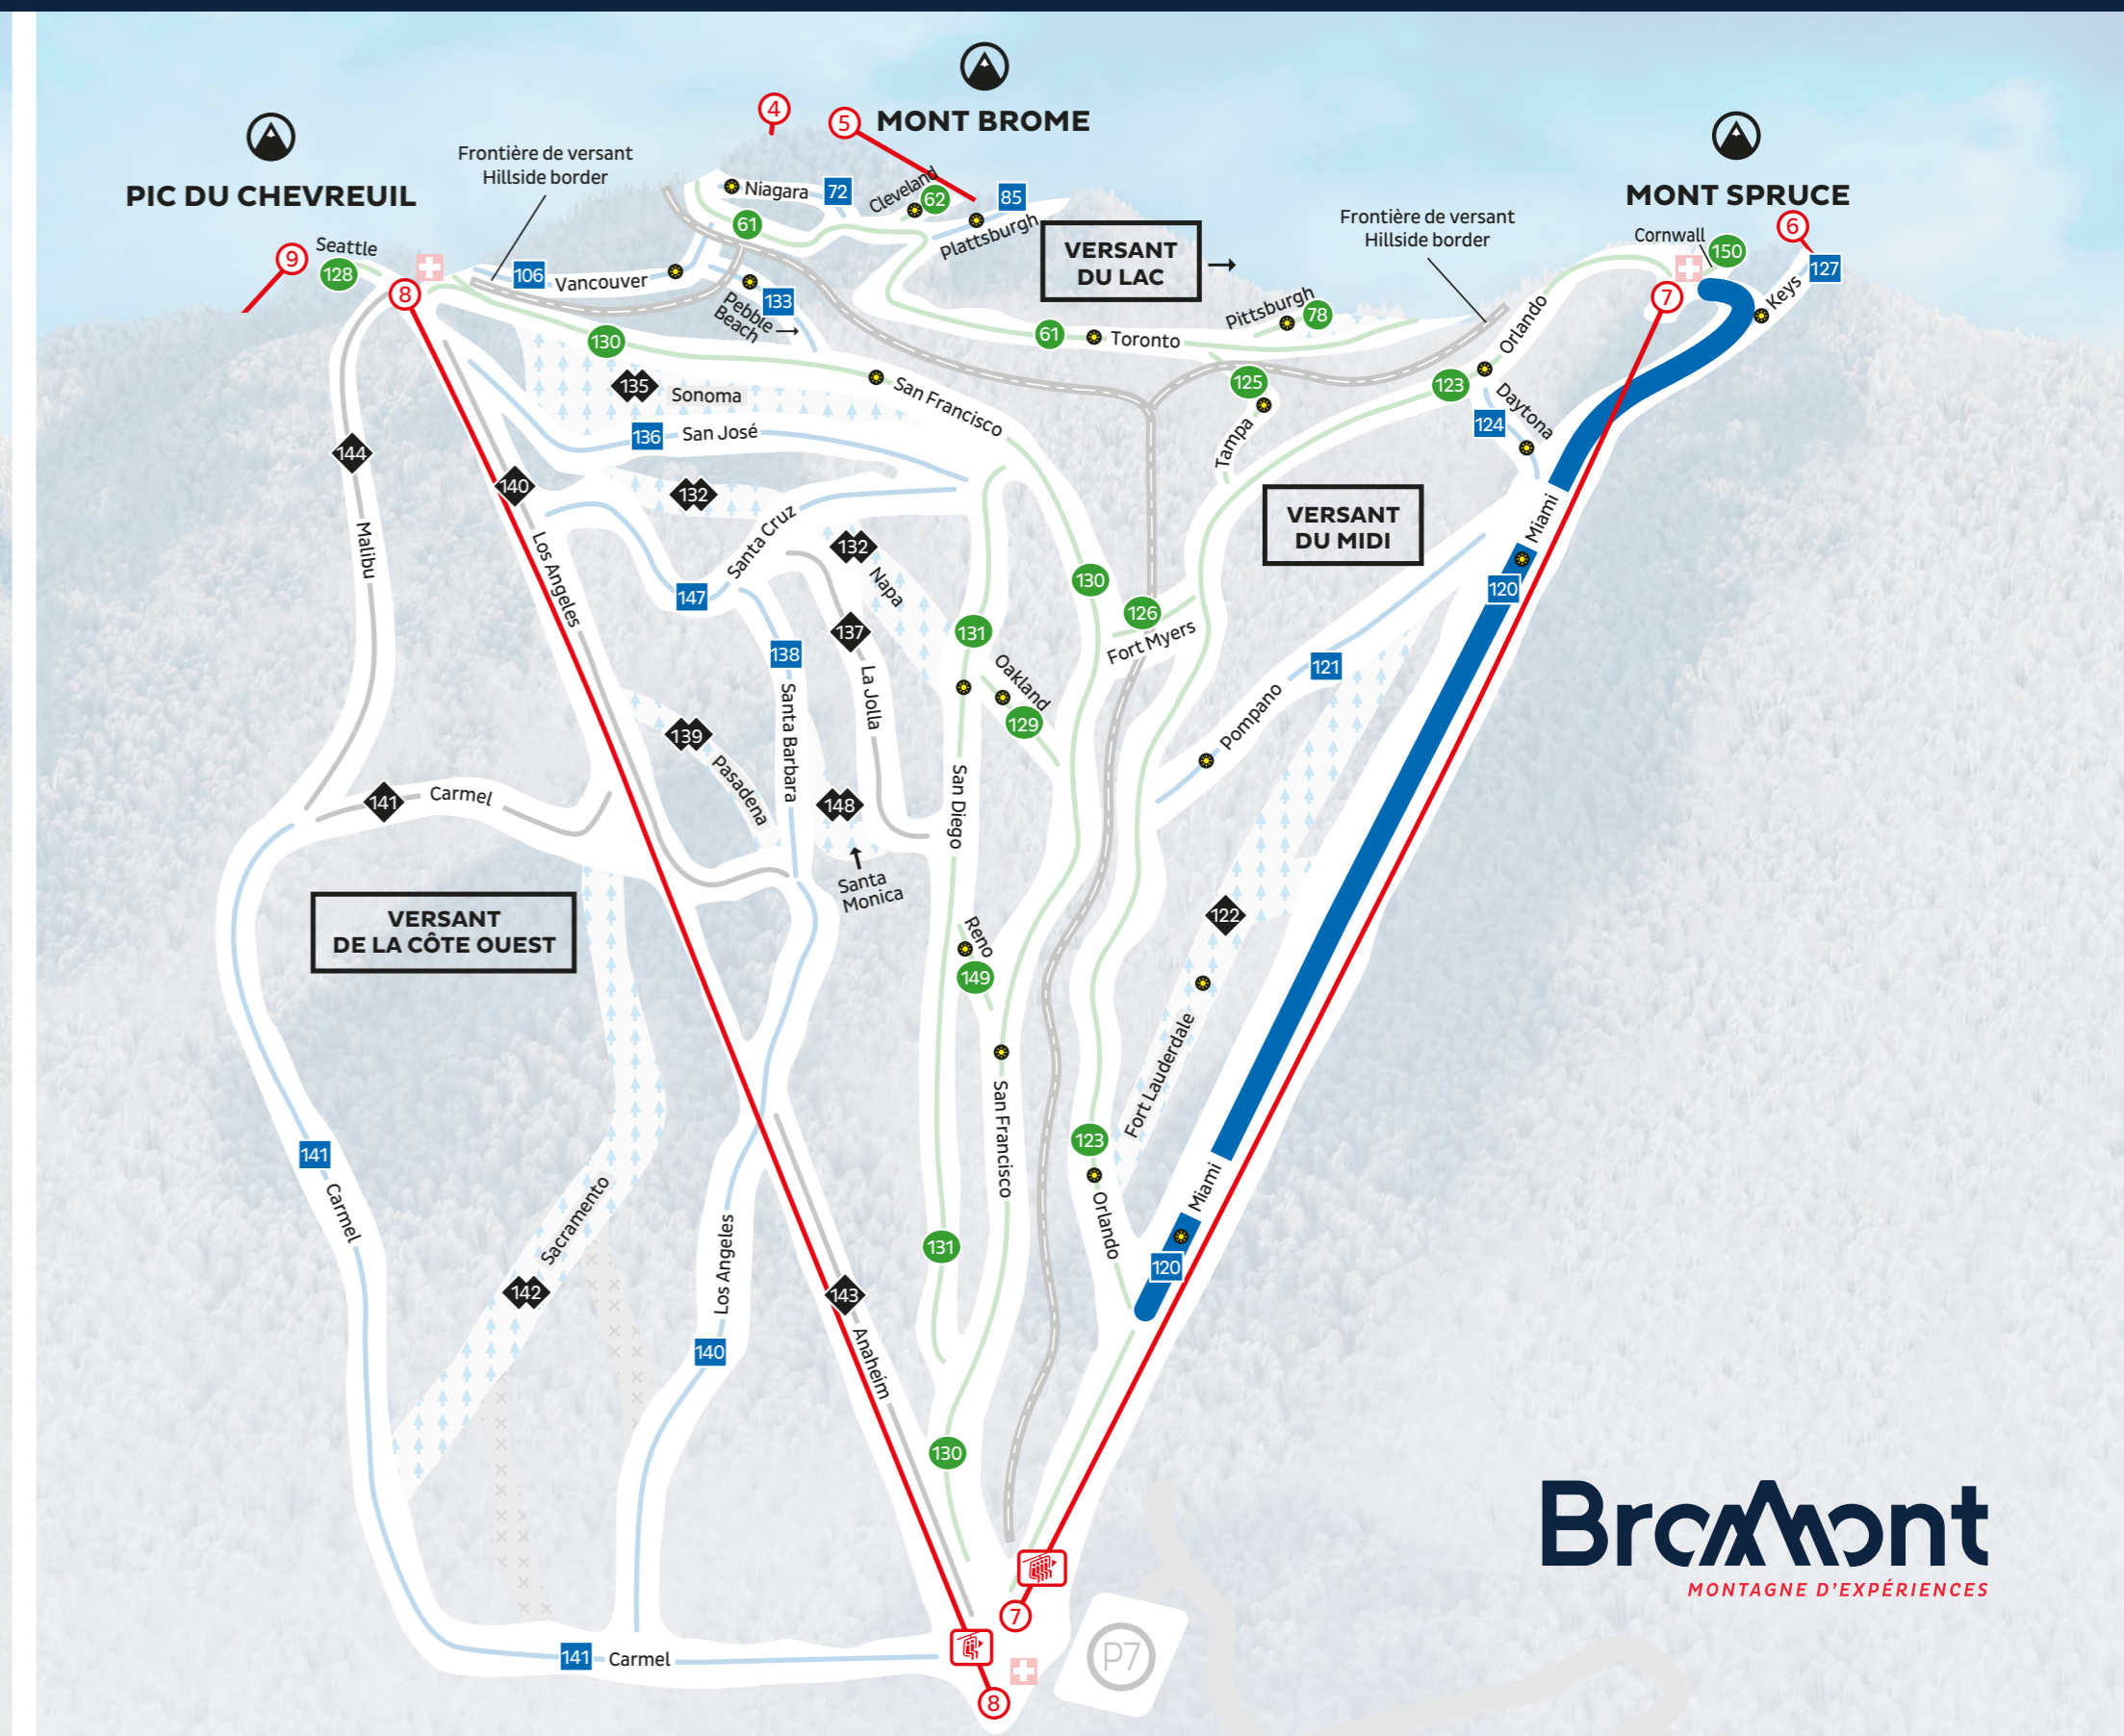 MONT BROME
PIC DU CHEVREUIL
MONT SPRUCE
Frontière de versant
Hillside border
Frontière de versant
Hillside border
4
5
6
9
8
7
Seattle
128
Niagara
72
Cleveland
62
85
Plattsburgh
61
106
Vancouver
Pebble
Beach
133
VERSANT
DU LAC
Cornwall
150
127
Keys
Pittsburgh
78
61
Toronto
Orlando
130
135
Sonoma
San Francisco
125
Tampa
123
Daytona
124
136
San José
144
Malibu
140
Los Angeles
132
Santa Cruz
132
Napa
147
VERSANT
DU MIDI
Miami
120
130
126
Fort Myers
131
137
La Jolla
138
Santa Barbara
Oakland
129
121
Pompano
139
Pasadena
148
Santa
Monica
San Diego
141
Carmel
VERSANT
DE LA CÔTE OUEST
Reno
149
122
Fort Lauderdale
San Francisco
123
Orlando
Miami
120
141
Carmel
Sacramento
142
Los Angeles
140
131
143
Anaheim
130
141
Carmel
7
8
P7
Bromont
MONTAGNE D'EXPÉRIENCES